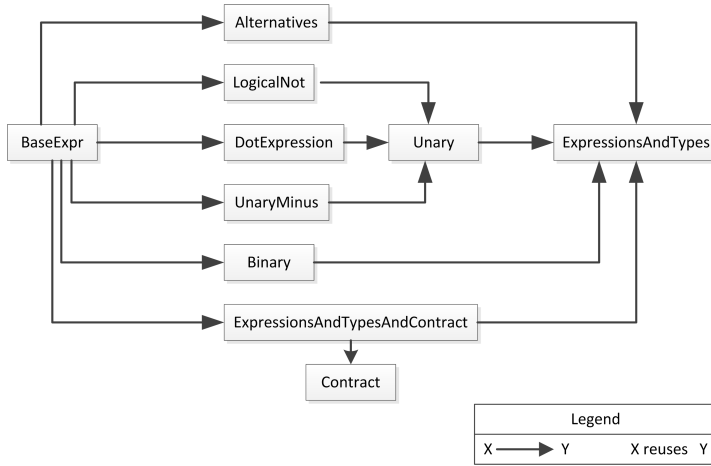 Alternatives
LogicalNot
BaseExpr
DotExpression
Unary
ExpressionsAndTypes
UnaryMinus
Binary
ExpressionsAndTypesAndContract
Contract
Legend
X Y X reuses Y